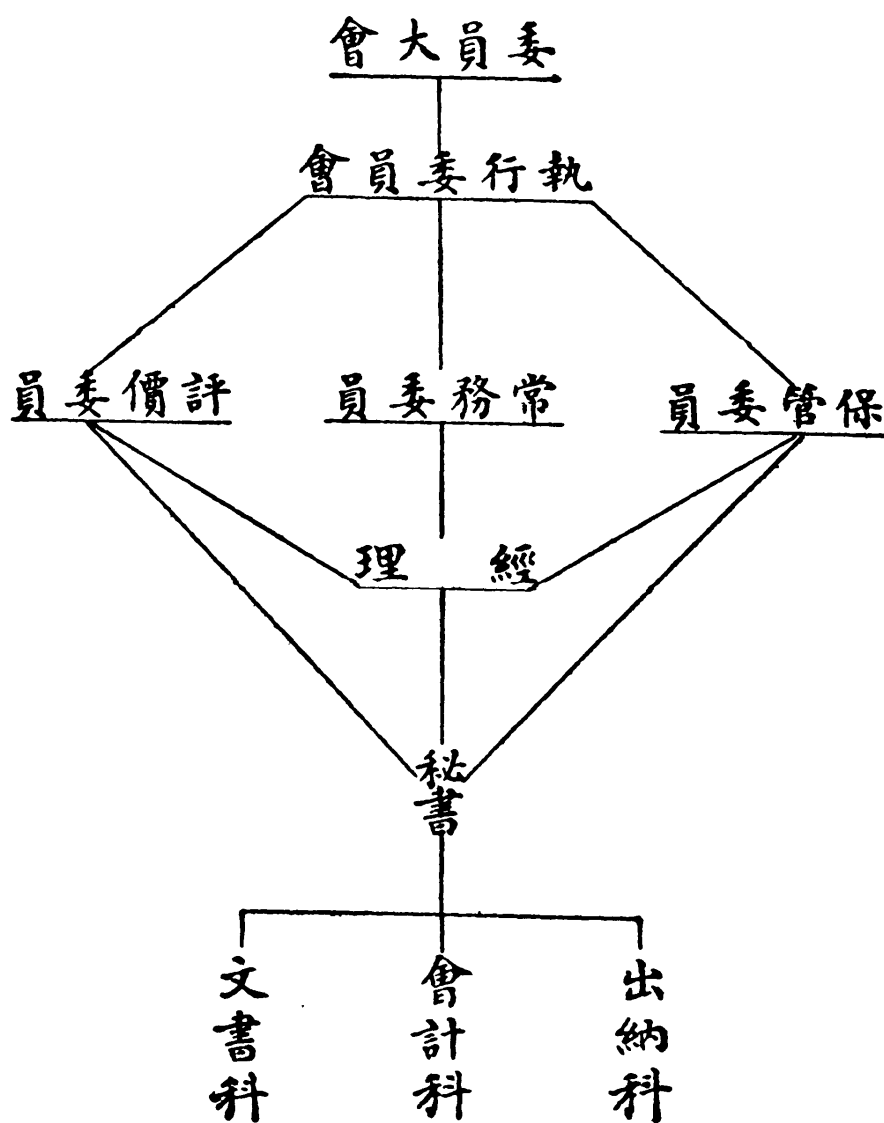 委員大會
執行委員會
保管委員
常務委員
評價委員
經理
秘書
出納科
會計科
文書科